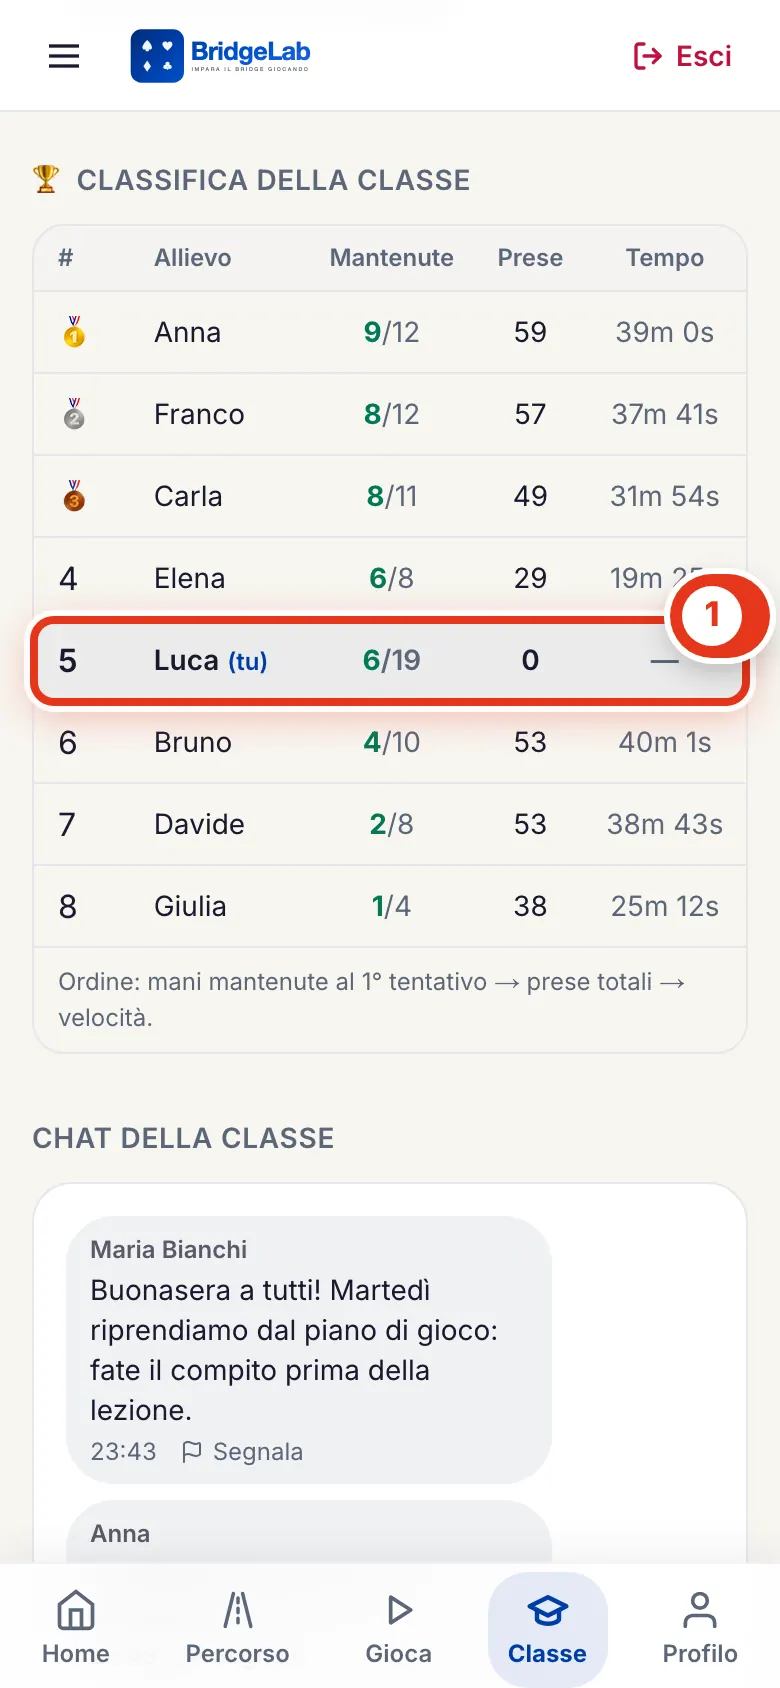 BridgeLab
IMPARA IL BRIDGE GIOCANDO
Esci
CLASSIFICA DELLA CLASSE
# Allievo Mantenute Prese Tempo
1 Anna 9/12 59 39m 0s
2 Franco 8/12 57 37m 41s
3 Carla 8/11 49 31m 54s
4 Elena 6/8 29 19m
1
5 Luca (tu) 6/19 0 —
6 Bruno 4/10 53 40m 1s
7 Davide 2/8 53 38m 43s
8 Giulia 1/4 38 25m 12s
Ordine: mani mantenute al 1° tentativo → prese totali →
velocità.
CHAT DELLA CLASSE
Maria Bianchi
Buonasera a tutti! Martedì
riprendiamo dal piano di gioco:
fate il compito prima della
lezione.
23:43 Segnala
Anna
Home Percorso Gioca Classe Profilo